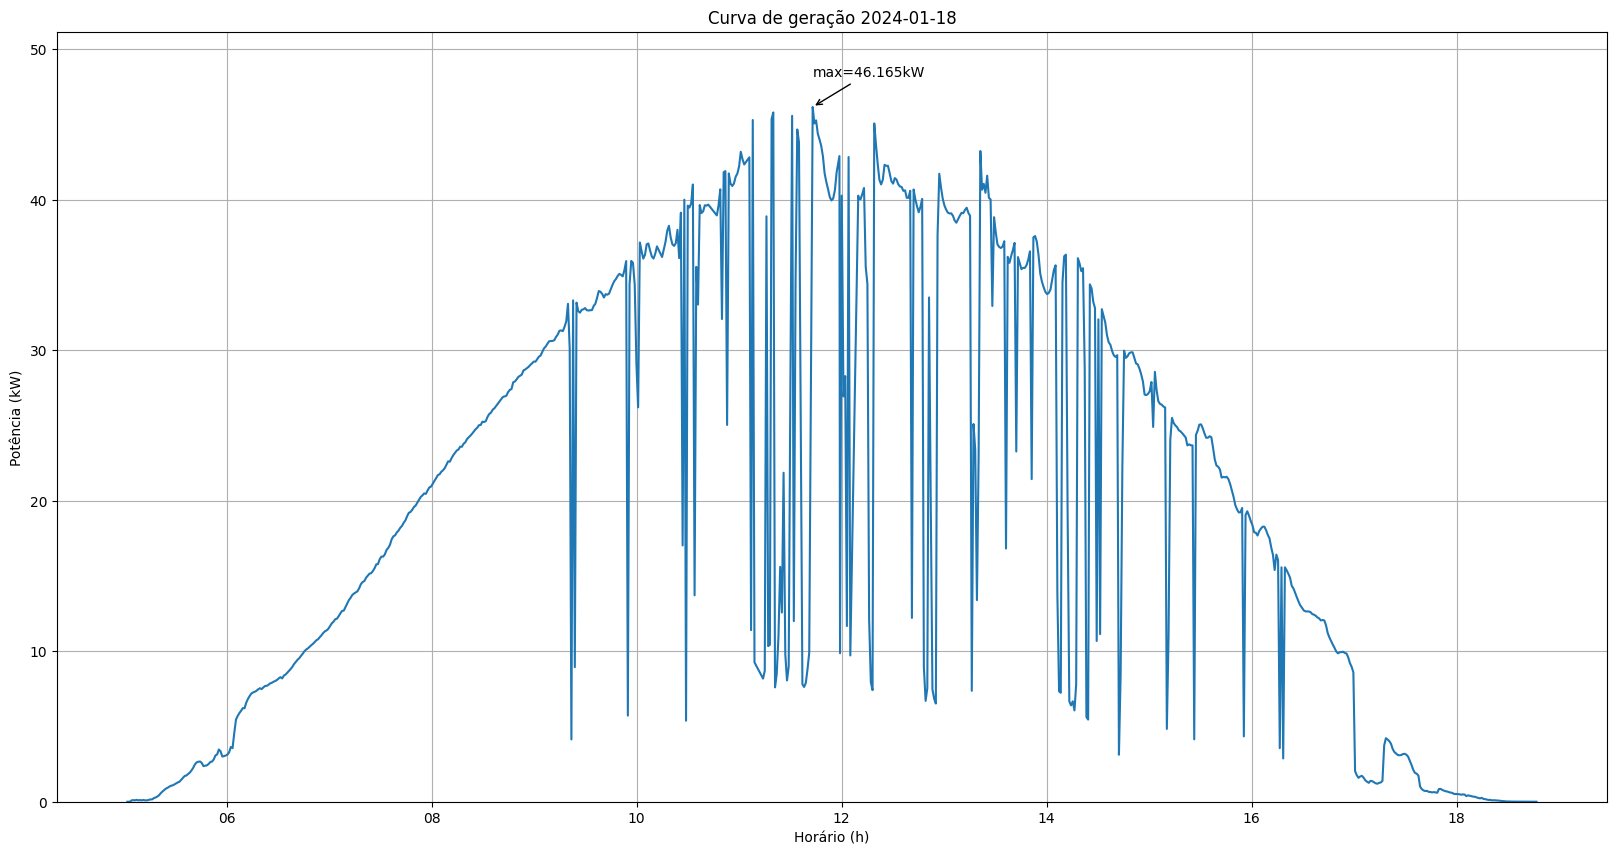 Curva de geração 2024-01-18
50
max=46.165kW
40
30
Potência (kW)
20
10
0
06 08 10 12 14 16 18
Horário (h)